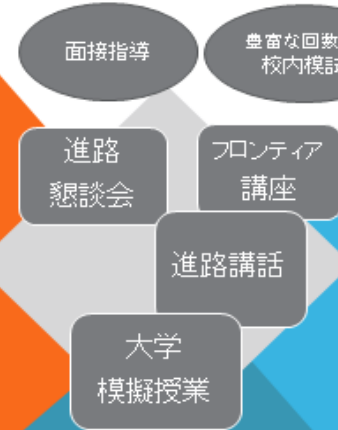 面接指導
豊富な回数
校内模試
進路
懇談会
フロンティア
講座
進路講話
大学
模擬授業